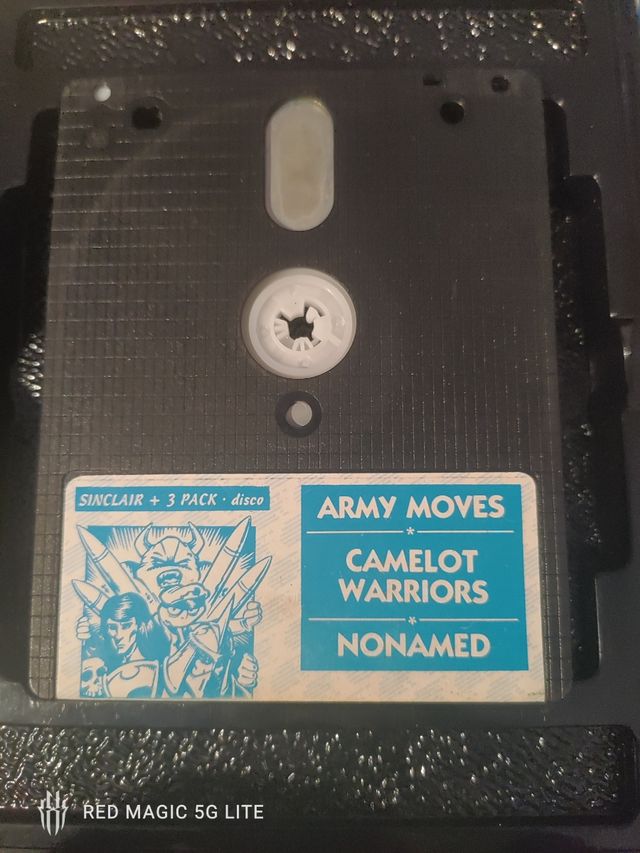 SINCLAIR + 3 PACK · disco
ARMY MOVES
CAMELOT
WARRIORS
NONAMED
RED MAGIC 5G LITE